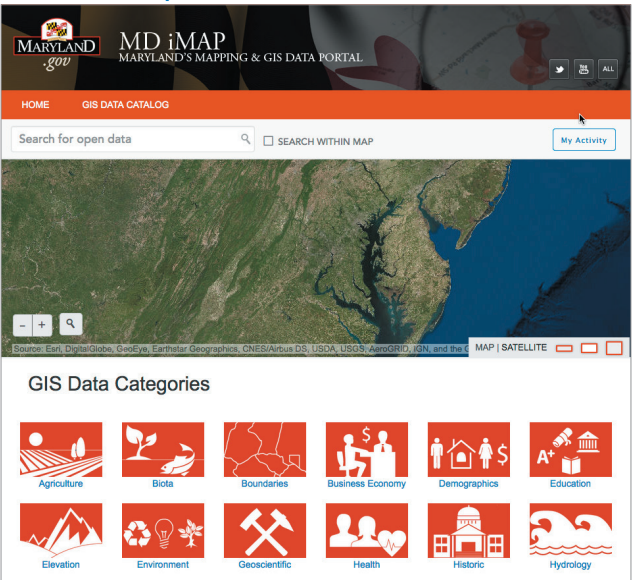 MARYLAND
.gov
MD iMAP
MARYLAND'S MAPPING & GIS DATA PORTAL
You
Tube
ALL
HOME GIS DATA CATALOG
Search for open data
SEARCH WITHIN MAP
My Activity
- +
Source: Esri, DigitalGlobe, GeoEye, Earthstar Geographics, CNES/Airbus DS, USDA, USGS, AeroGRID, IGN, and the G
MAP | SATELLITE
GIS Data Categories
$
$
A+
Agriculture Biota Boundaries Business Economy Demographics Education
Elevation Environment Geoscientific Health Historic Hydrology